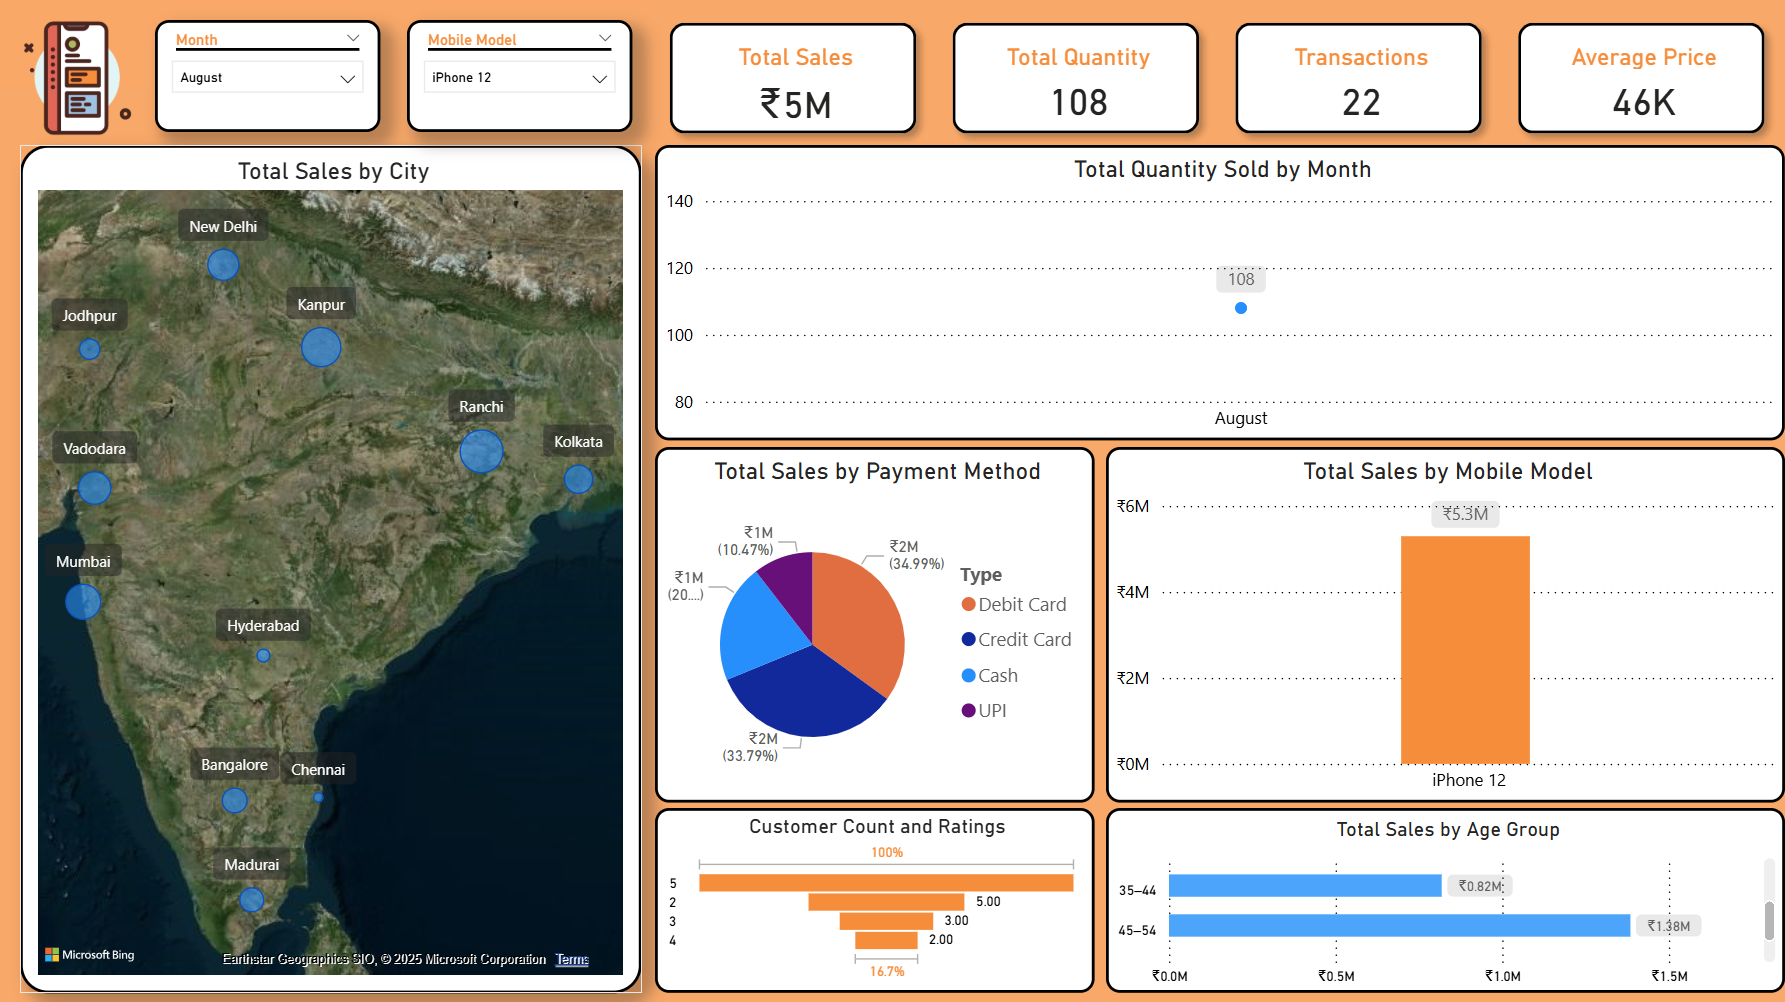 Month
August
Mobile Model
iPhone 12
Total Sales
₹5M
Total Quantity
108
Transactions
22
Average Price
46K
Total Sales by City
New Delhi
Kanpur
Jodhpur
Ranchi
Kolkata
Vadodara
Mumbai
Hyderabad
Bangalore
Chennai
Madurai
Microsoft Bing
Earthstar Geographics SIO, © 2025 Microsoft Corporation Terms
Total Quantity Sold by Month
140
120
108
100
80
August
Total Sales by Payment Method
₹1M
(10.47%)
₹2M
(34.99%)
₹1M
(20....)
₹2M
(33.79%)
Type
Debit Card
Credit Card
Cash
UPI
Total Sales by Mobile Model
₹6M
₹5.3M
₹4M
₹2M
₹0M
iPhone 12
Customer Count and Ratings
100%
5
2 5.00
3 3.00
4 2.00
16.7%
Total Sales by Age Group
35–44 ₹0.82M
45–54 ₹1.38M
₹0.0M ₹0.5M ₹1.0M ₹1.5M